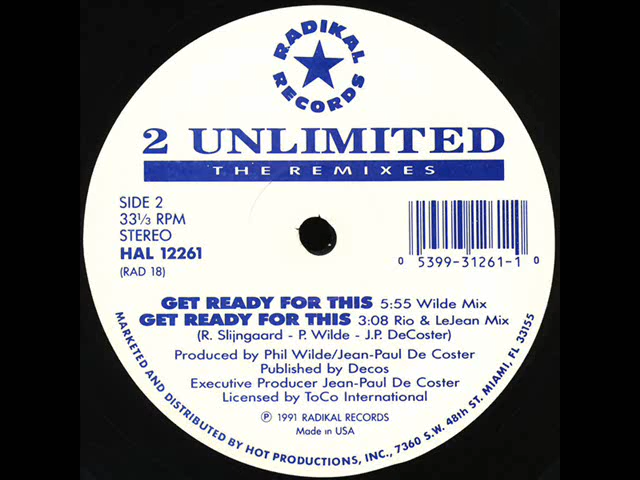 RADIKAL
RECORDS
2 UNLIMITED
THE REMIXES
SIDE 2
33⅓ RPM
STEREO
HAL 12261
(RAD 18)
0 5399-31261-1 0
GET READY FOR THIS 5:55 Wilde Mix
GET READY FOR THIS 3:08 Rio & LeJean Mix
(R. Slijngaard - P. Wilde - J.P. DeCoster)
Produced by Phil Wilde/Jean-Paul De Coster
Published by Decos
Executive Producer Jean-Paul De Coster
Licensed by ToCo International
℗ 1991 RADIKAL RECORDS
Made in USA
MARKETED AND DISTRIBUTED BY HOT PRODUCTIONS, INC., 7360 S.W. 48th ST. MIAMI, FL 33155